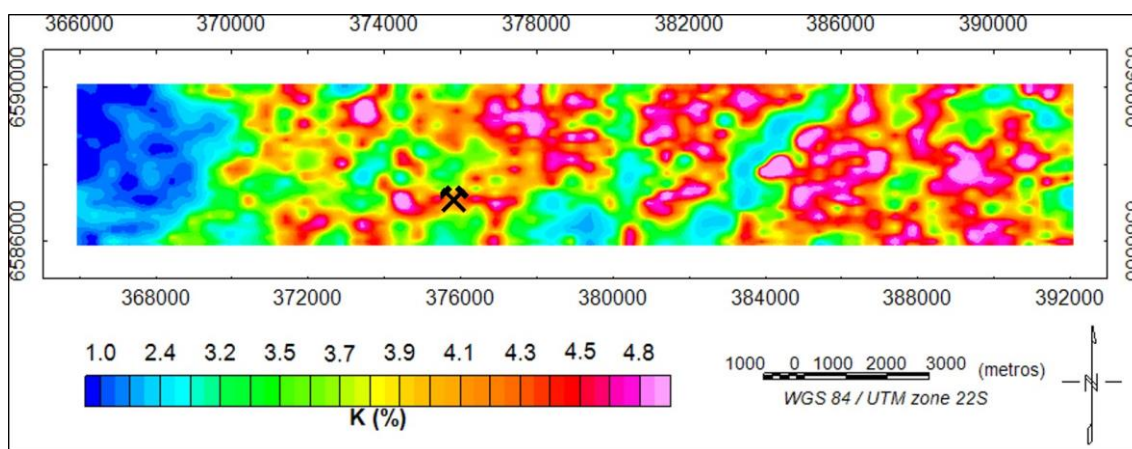 366000 370000 374000 378000 382000 386000 390000
6590000
6586000
368000 372000 376000 380000 384000 388000 392000
1.0 2.4 3.2 3.5 3.7 3.9 4.1 4.3 4.5 4.8
K (%)
1000 0 1000 2000 3000 (metros)
WGS 84 / UTM zone 22S
N